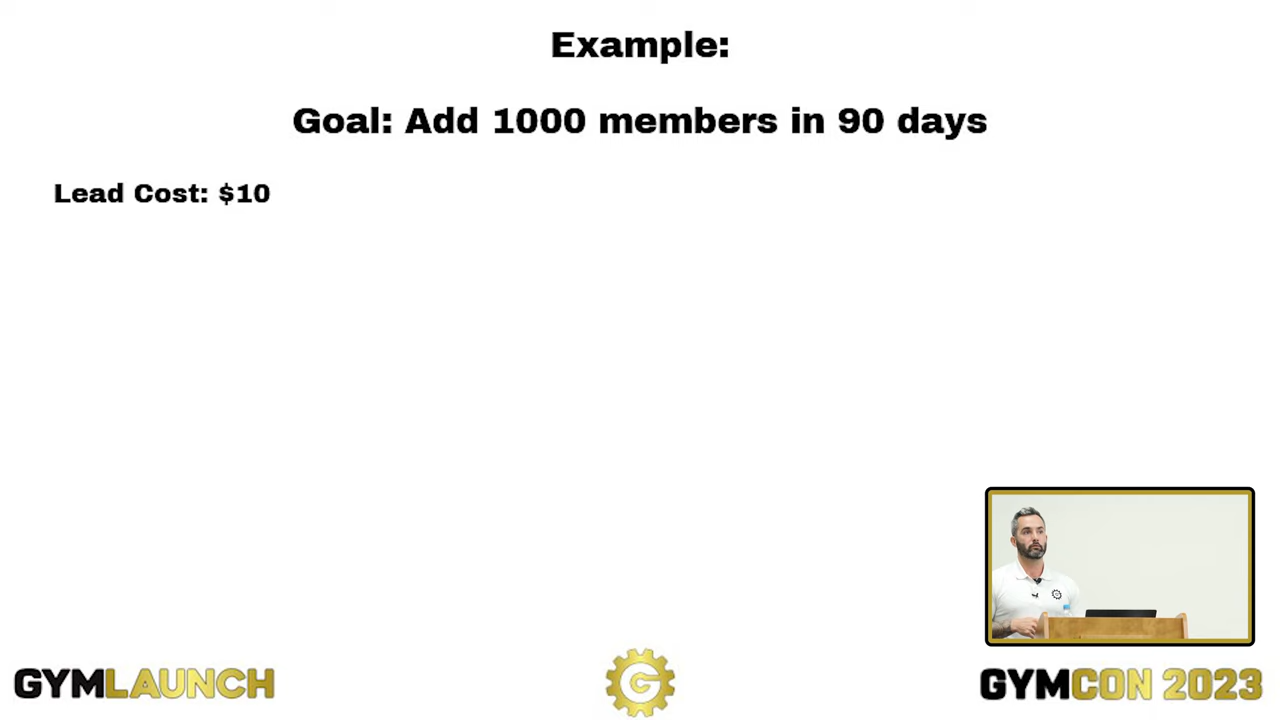 Example:
Goal: Add 1000 members in 90 days
Lead Cost: $10
GYMLAUNCH
G
GYMCON 2023